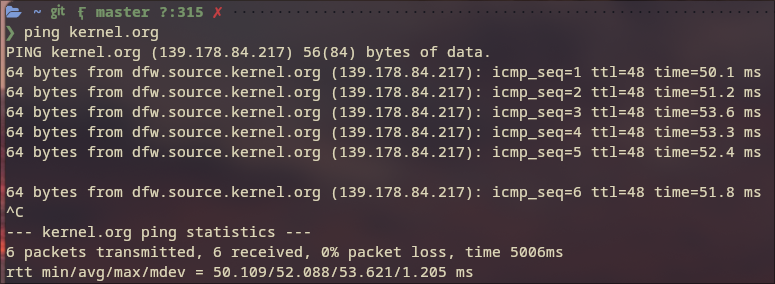 ~ git master ?:315 ✗
❯ ping kernel.org
PING kernel.org (139.178.84.217) 56(84) bytes of data.
64 bytes from dfw.source.kernel.org (139.178.84.217): icmp_seq=1 ttl=48 time=50.1 ms
64 bytes from dfw.source.kernel.org (139.178.84.217): icmp_seq=2 ttl=48 time=51.2 ms
64 bytes from dfw.source.kernel.org (139.178.84.217): icmp_seq=3 ttl=48 time=53.6 ms
64 bytes from dfw.source.kernel.org (139.178.84.217): icmp_seq=4 ttl=48 time=53.3 ms
64 bytes from dfw.source.kernel.org (139.178.84.217): icmp_seq=5 ttl=48 time=52.4 ms
64 bytes from dfw.source.kernel.org (139.178.84.217): icmp_seq=6 ttl=48 time=51.8 ms
^C
--- kernel.org ping statistics ---
6 packets transmitted, 6 received, 0% packet loss, time 5006ms
rtt min/avg/max/mdev = 50.109/52.088/53.621/1.205 ms